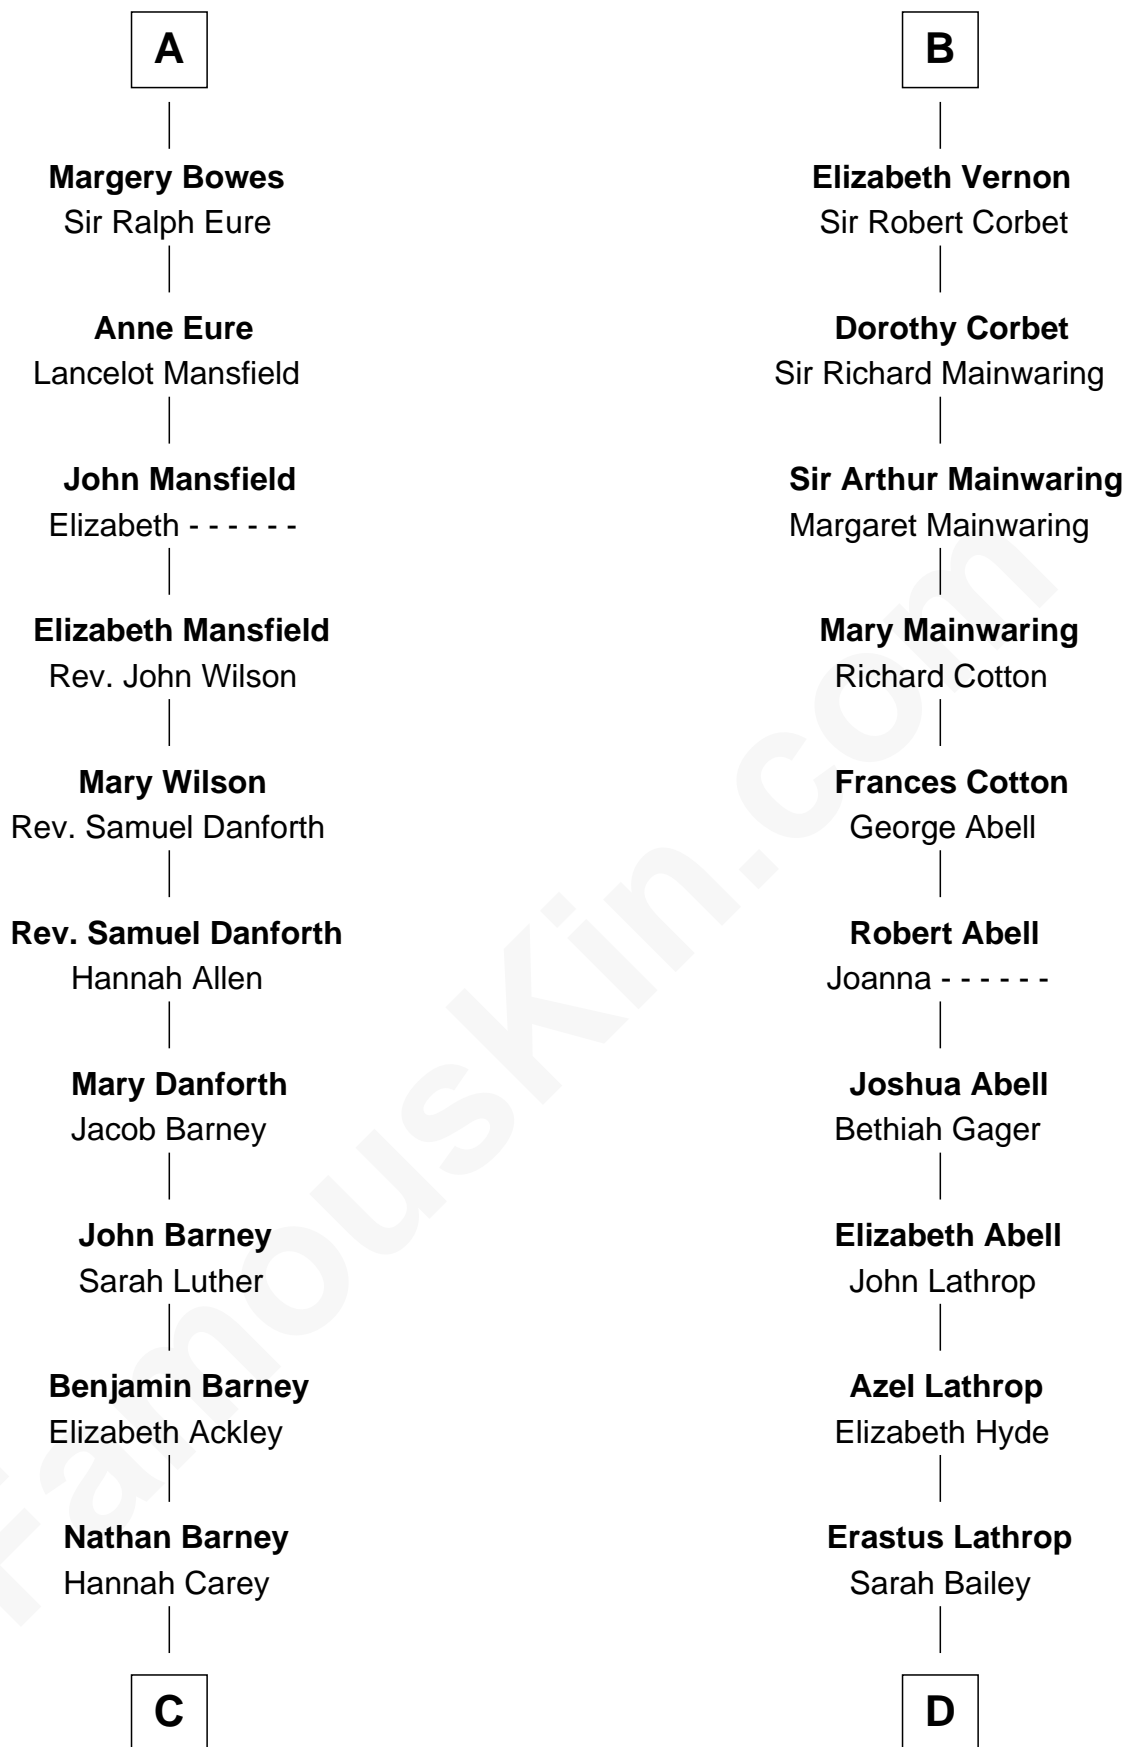 A
Margery Bowes
Sir Ralph Eure
Anne Eure
Lancelot Mansfield
John Mansfield
Elizabeth - - - - - -
Elizabeth Mansfield
Rev. John Wilson
Mary Wilson
Rev. Samuel Danforth
Rev. Samuel Danforth
Hannah Allen
Mary Danforth
Jacob Barney
John Barney
Sarah Luther
Benjamin Barney
Elizabeth Ackley
Nathan Barney
Hannah Carey
C
B
Elizabeth Vernon
Sir Robert Corbet
Dorothy Corbet
Sir Richard Mainwaring
Sir Arthur Mainwaring
Margaret Mainwaring
Mary Mainwaring
Richard Cotton
Frances Cotton
George Abell
Robert Abell
Joanna - - - - - -
Joshua Abell
Bethiah Gager
Elizabeth Abell
John Lathrop
Azel Lathrop
Elizabeth Hyde
Erastus Lathrop
Sarah Bailey
D
FamousKin.com